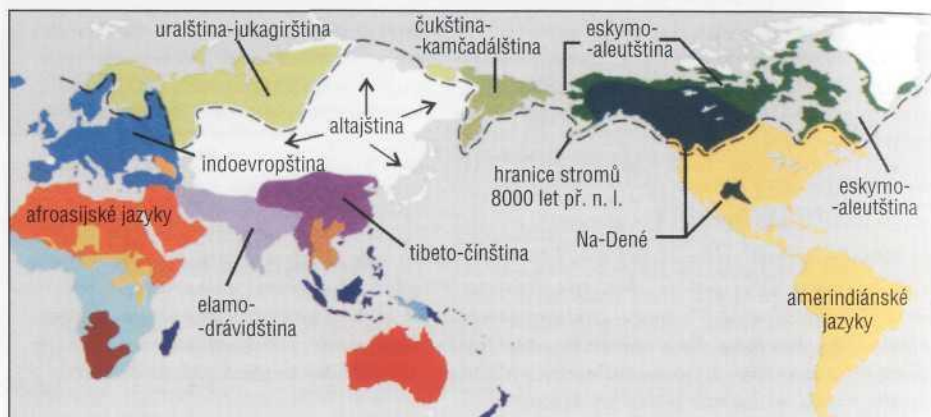 uralština-jukagirština
čukština-
-kamčadálština
eskymo-
-aleutština
altajština
indoevropština
afroasijské jazyky
hranice stromů
8000 let př. n. l.
eskymo-
-aleutština
Na-Dené
tibeto-čínština
elamo-
-drávidština
amerindiánské
jazyky